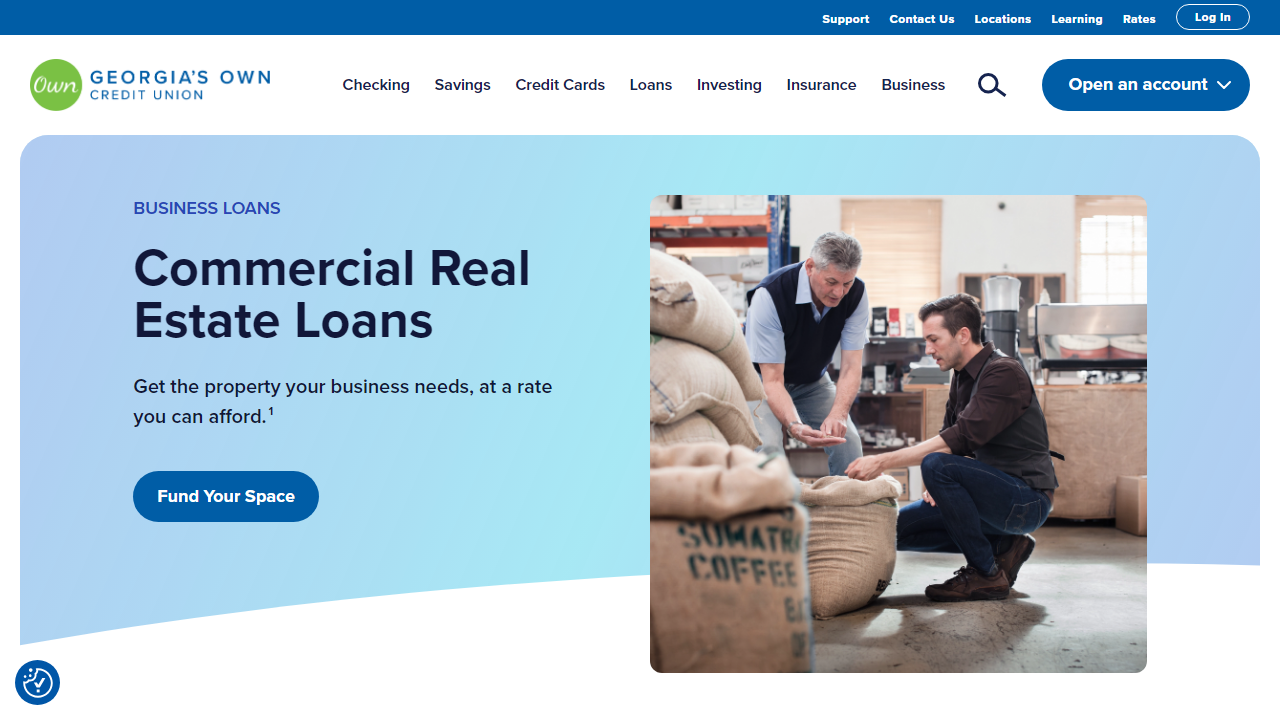 Support Contact Us Locations Learning Rates Log In
Own GEORGIA'S OWN
CREDIT UNION
Checking Savings Credit Cards Loans Investing Insurance Business Open an account
BUSINESS LOANS
Commercial Real
Estate Loans
Get the property your business needs, at a rate
you can afford.¹
Fund Your Space
SUMATRA
COFFEE